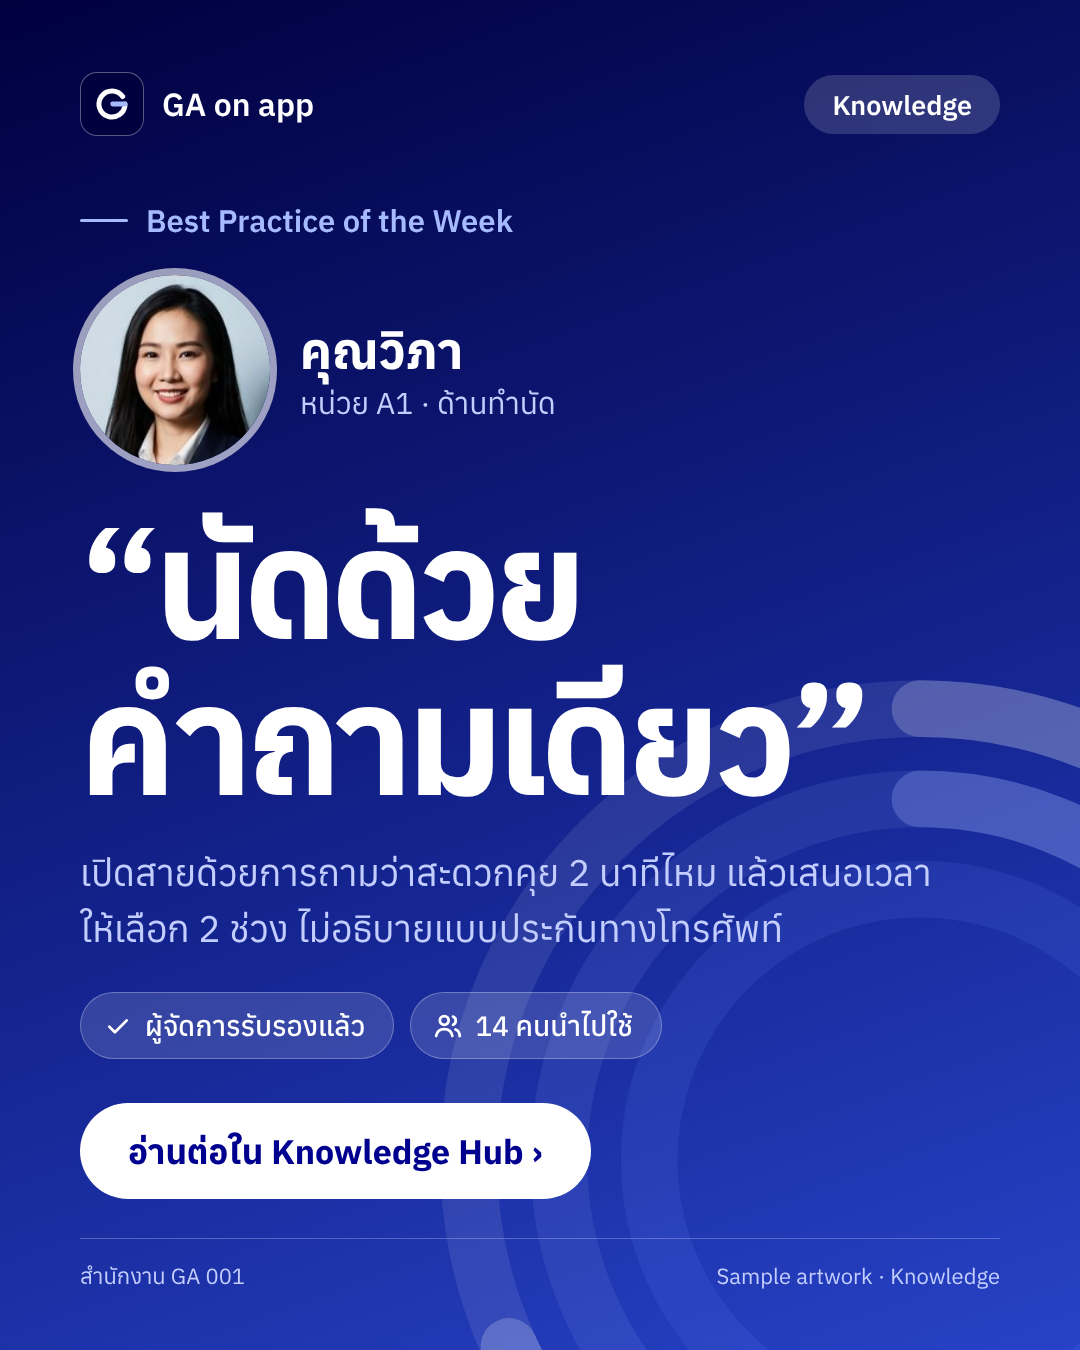 GA on app
Knowledge
Best Practice of the Week
คุณวิภา
หน่วย A1 · ด้านทำนัด
“นัดด้วย
คำถามเดียว”
เปิดสายด้วยการถามว่าสะดวกคุย 2 นาทีไหม แล้วเสนอเวลา
ให้เลือก 2 ช่วง ไม่อธิบายแบบประกันทางโทรศัพท์
ผู้จัดการรับรองแล้ว
14 คนนำไปใช้
อ่านต่อใน Knowledge Hub ›
สำนักงาน GA 001
Sample artwork · Knowledge